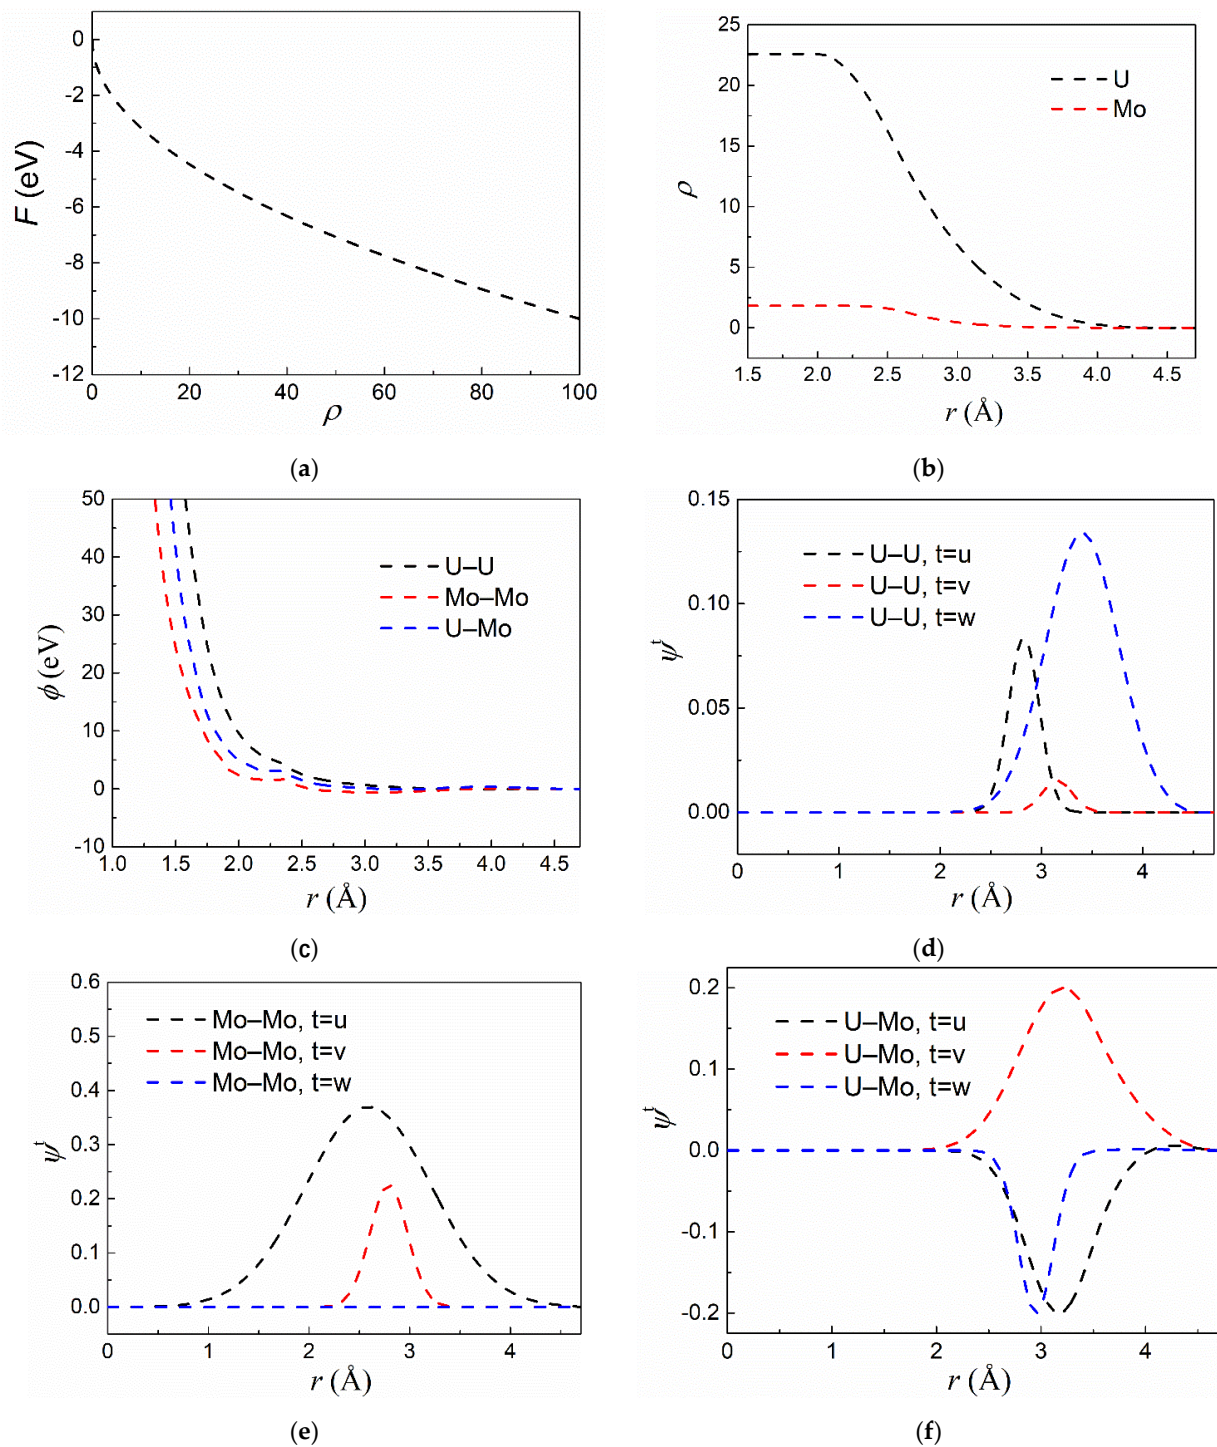 0
-2
-4
-6
-8
-10
-12
F (eV)
0 20 40 60 80 100
ρ
(a)
25
20
15
10
5
0
ρ
U
Mo
1.5 2.0 2.5 3.0 3.5 4.0 4.5
r (Å)
(b)
50
40
30
20
10
0
-10
ϕ (eV)
U–U
Mo–Mo
U–Mo
1.0 1.5 2.0 2.5 3.0 3.5 4.0 4.5
r (Å)
(c)
0.15
0.10
0.05
0.00
ψᵗ
U–U, t=u
U–U, t=v
U–U, t=w
0 1 2 3 4
r (Å)
(d)
0.6
0.5
0.4
0.3
0.2
0.1
0.0
ψᵗ
Mo–Mo, t=u
Mo–Mo, t=v
Mo–Mo, t=w
0 1 2 3 4
r (Å)
(e)
0.2
0.1
0.0
-0.1
-0.2
ψᵗ
U–Mo, t=u
U–Mo, t=v
U–Mo, t=w
0 1 2 3 4
r (Å)
(f)